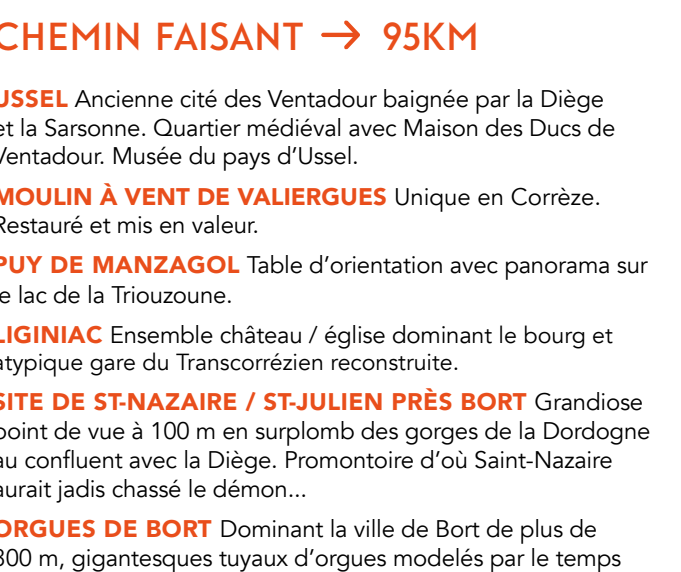 CHEMIN FAISANT → 95KM
USSEL Ancienne cité des Ventadour baignée par la Diège
et la Sarsonne. Quartier médiéval avec Maison des Ducs de
Ventadour. Musée du pays d'Ussel.
MOULIN À VENT DE VALIERGUES Unique en Corrèze.
Restauré et mis en valeur.
PUY DE MANZAGOL Table d'orientation avec panorama sur
le lac de la Triouzoune.
LIGINIAC Ensemble château / église dominant le bourg et
atypique gare du Transcorrézien reconstruite.
SITE DE ST-NAZAIRE / ST-JULIEN PRÈS BORT Grandiose
point de vue à 100 m en surplomb des gorges de la Dordogne
au confluent avec la Diège. Promontoire d'où Saint-Nazaire
aurait jadis chassé le démon...
ORGUES DE BORT Dominant la ville de Bort de plus de
300 m, gigantesques tuyaux d'orgues modelés par le temps